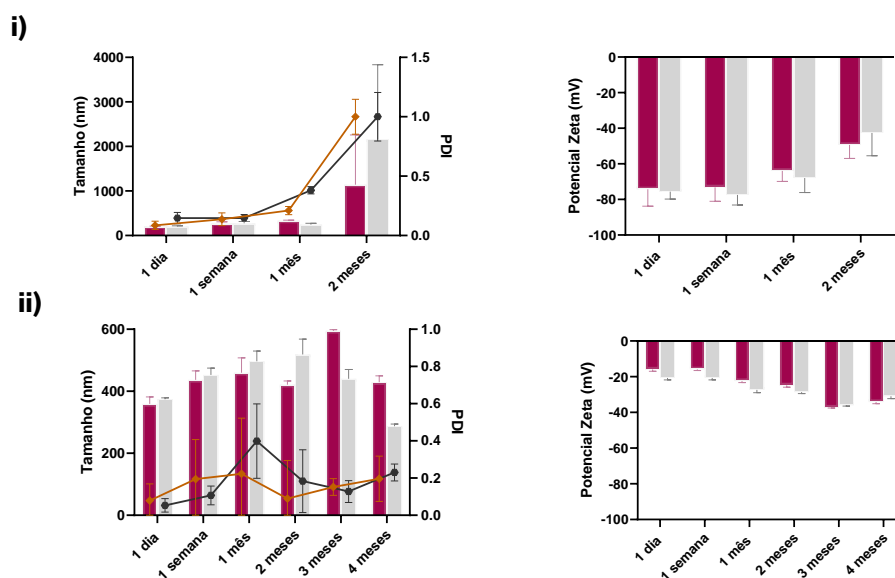 i)
Tamanho (nm)
4000
3000
2000
1000
0
1.5
1.0
0.5
0.0
PDI
1 dia
1 semana
1 mês
2 meses
Potencial Zeta (mV)
0
-20
-40
-60
-80
-100
1 dia
1 semana
1 mês
2 meses
ii)
Tamanho (nm)
600
400
200
0
1.0
0.8
0.6
0.4
0.2
0.0
PDI
1 dia
1 semana
1 mês
2 meses
3 meses
4 meses
Potencial Zeta (mV)
0
-20
-40
-60
-80
-100
1 dia
1 semana
1 mês
2 meses
3 meses
4 meses